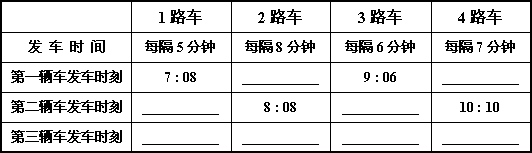 1路车 2路车 3路车 4路车
发车时间 每隔5分钟 每隔8分钟 每隔6分钟 每隔7分钟
第一辆车发车时刻 7:08 ________ 9:06 ________
第二辆车发车时刻 ________ 8:08 ________ 10:10
第三辆车发车时刻 ________ ________ ________ ________